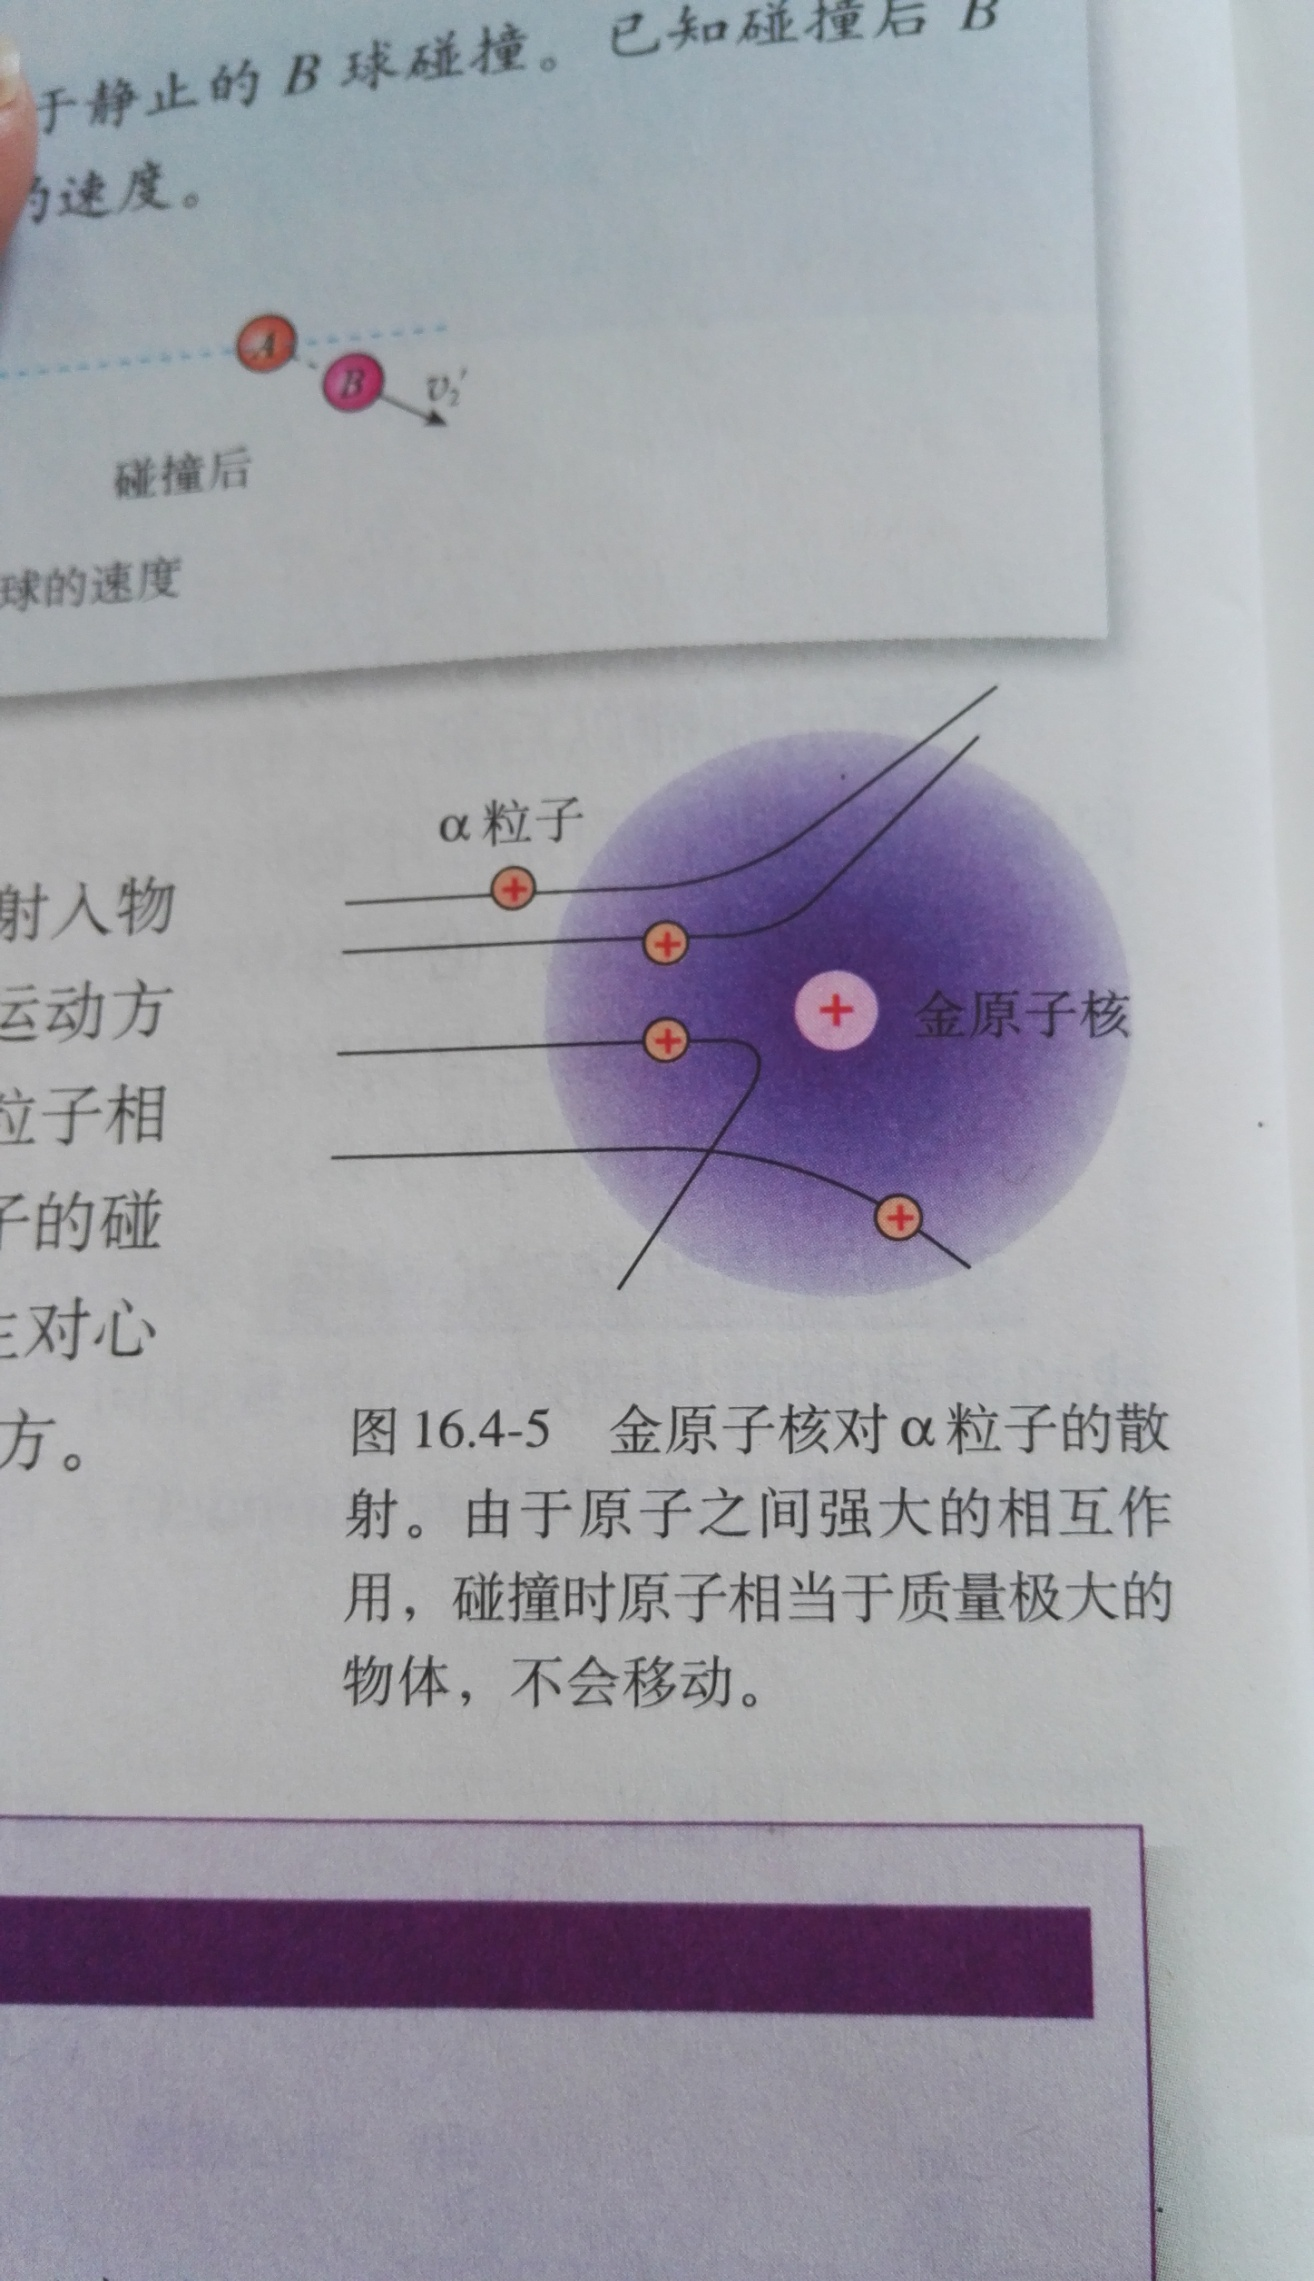 于静止的 B 球碰撞。已知碰撞后 B
的速度。
A
B
v₂′
碰撞后
球的速度
α粒子
+
+
+
金原子核
+
+
射入物
运动方
粒子相
子的碰
生对心
方。
图 16.4-5 金原子核对α粒子的散
射。由于原子之间强大的相互作
用，碰撞时原子相当于质量极大的
物体，不会移动。